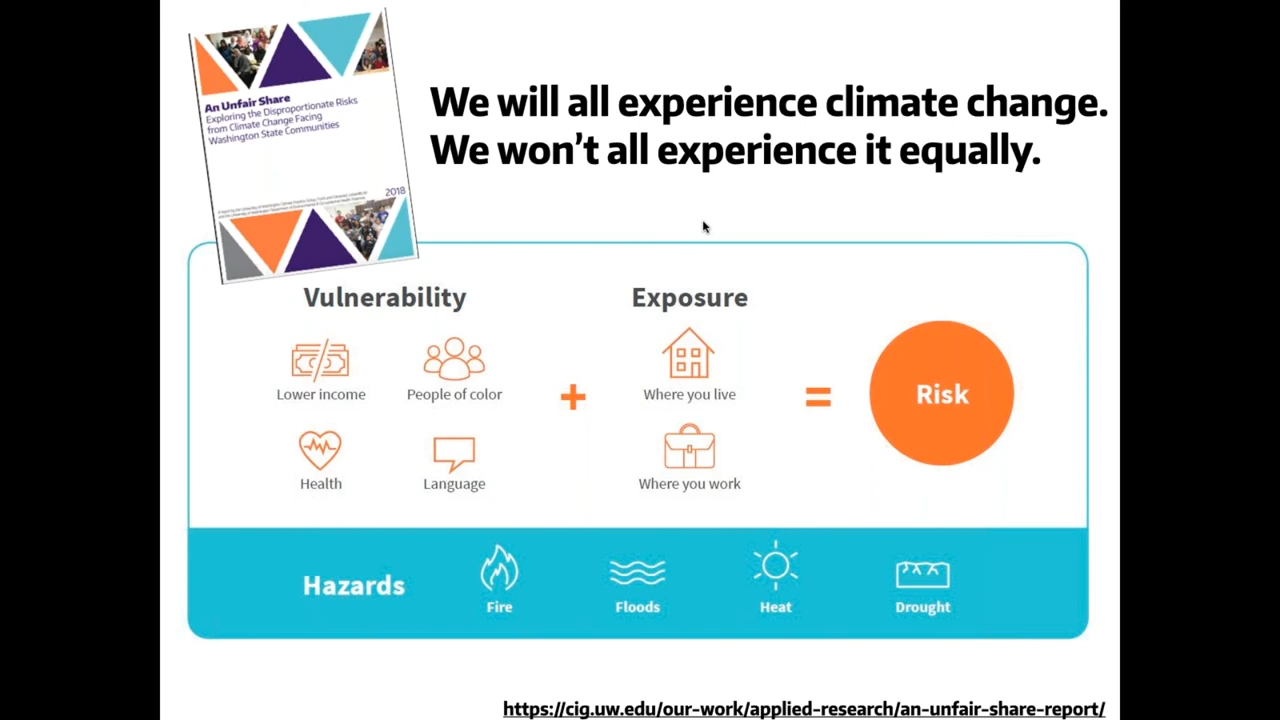 An Unfair Share
Exploring the Disproportionate Risks
from Climate Change Facing
Washington State Communities
2018
We will all experience climate change.
We won’t all experience it equally.
Vulnerability
Exposure
Lower income
People of color
Where you live
Health
Language
Where you work
+
=
Risk
Hazards
Fire
Floods
Heat
Drought
https://cig.uw.edu/our-work/applied-research/an-unfair-share-report/